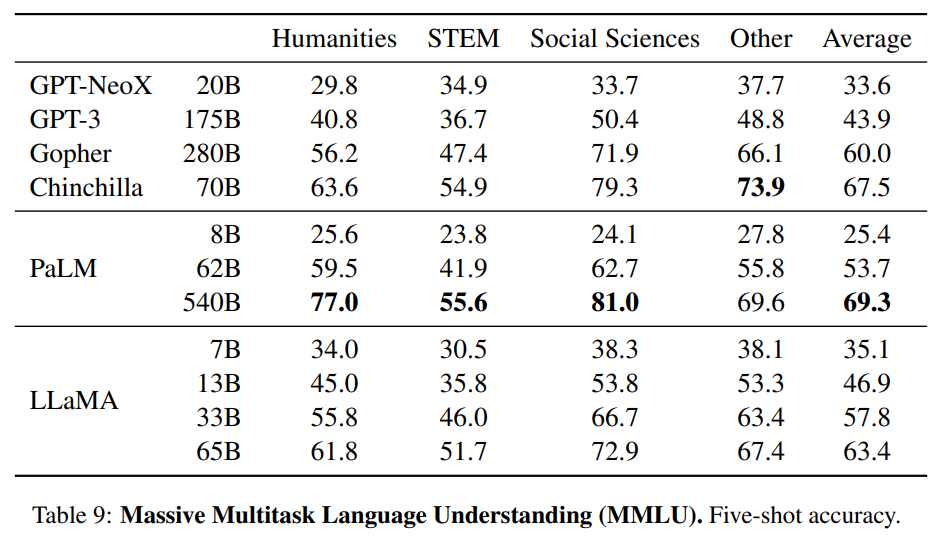 Humanities STEM Social Sciences Other Average
GPT-NeoX 20B 29.8 34.9 33.7 37.7 33.6
GPT-3 175B 40.8 36.7 50.4 48.8 43.9
Gopher 280B 56.2 47.4 71.9 66.1 60.0
Chinchilla 70B 63.6 54.9 79.3 73.9 67.5
8B 25.6 23.8 24.1 27.8 25.4
PaLM 62B 59.5 41.9 62.7 55.8 53.7
540B 77.0 55.6 81.0 69.6 69.3
7B 34.0 30.5 38.3 38.1 35.1
13B 45.0 35.8 53.8 53.3 46.9
LLaMA
33B 55.8 46.0 66.7 63.4 57.8
65B 61.8 51.7 72.9 67.4 63.4
Table 9: Massive Multitask Language Understanding (MMLU). Five-shot accuracy.